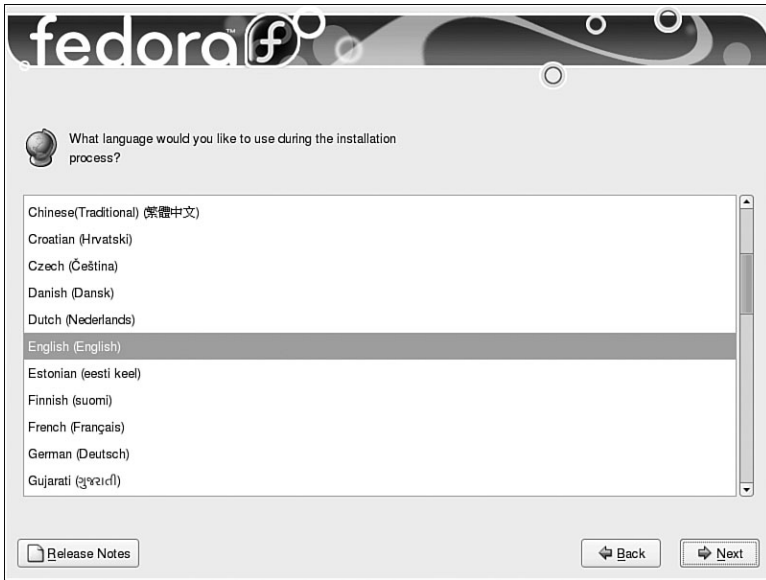 fedora™ f
What language would you like to use during the installation
process?
Chinese(Traditional) (繁體中文)
Croatian (Hrvatski)
Czech (Čeština)
Danish (Dansk)
Dutch (Nederlands)
English (English)
Estonian (eesti keel)
Finnish (suomi)
French (Français)
German (Deutsch)
Gujarati (ગુજરાતી)
Release Notes
Back
Next